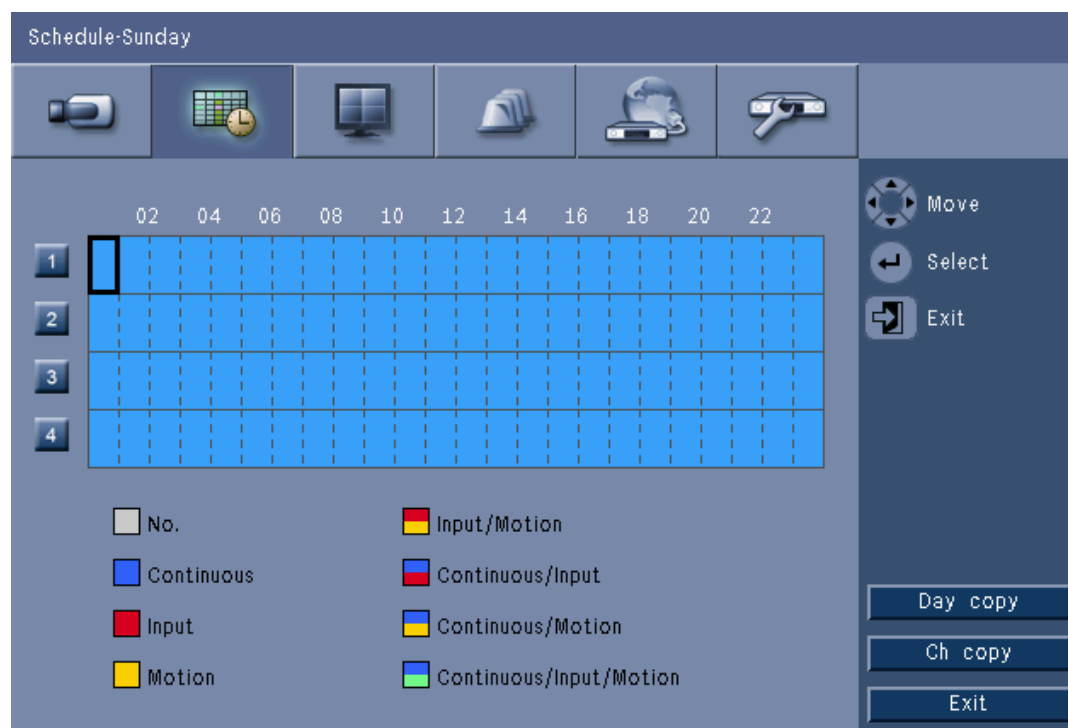 Schedule-Sunday
02 04 06 08 10 12 14 16 18 20 22
1
2
3
4
Move
Select
Exit
No.
Continuous
Input
Motion
Input/Motion
Continuous/Input
Continuous/Motion
Continuous/Input/Motion
Day copy
Ch copy
Exit